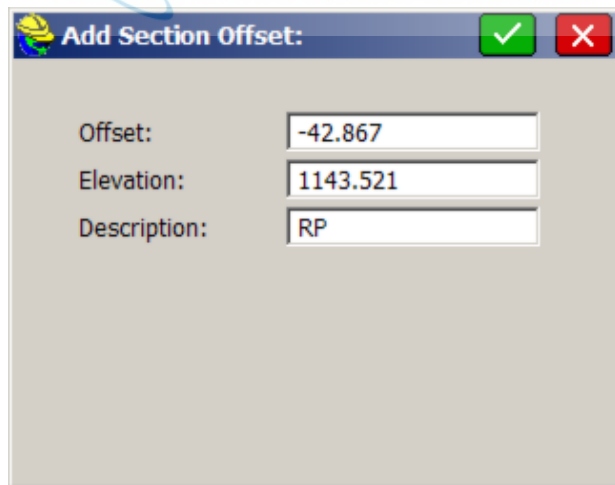 Add Section Offset:
Offset: -42.867
Elevation: 1143.521
Description: RP